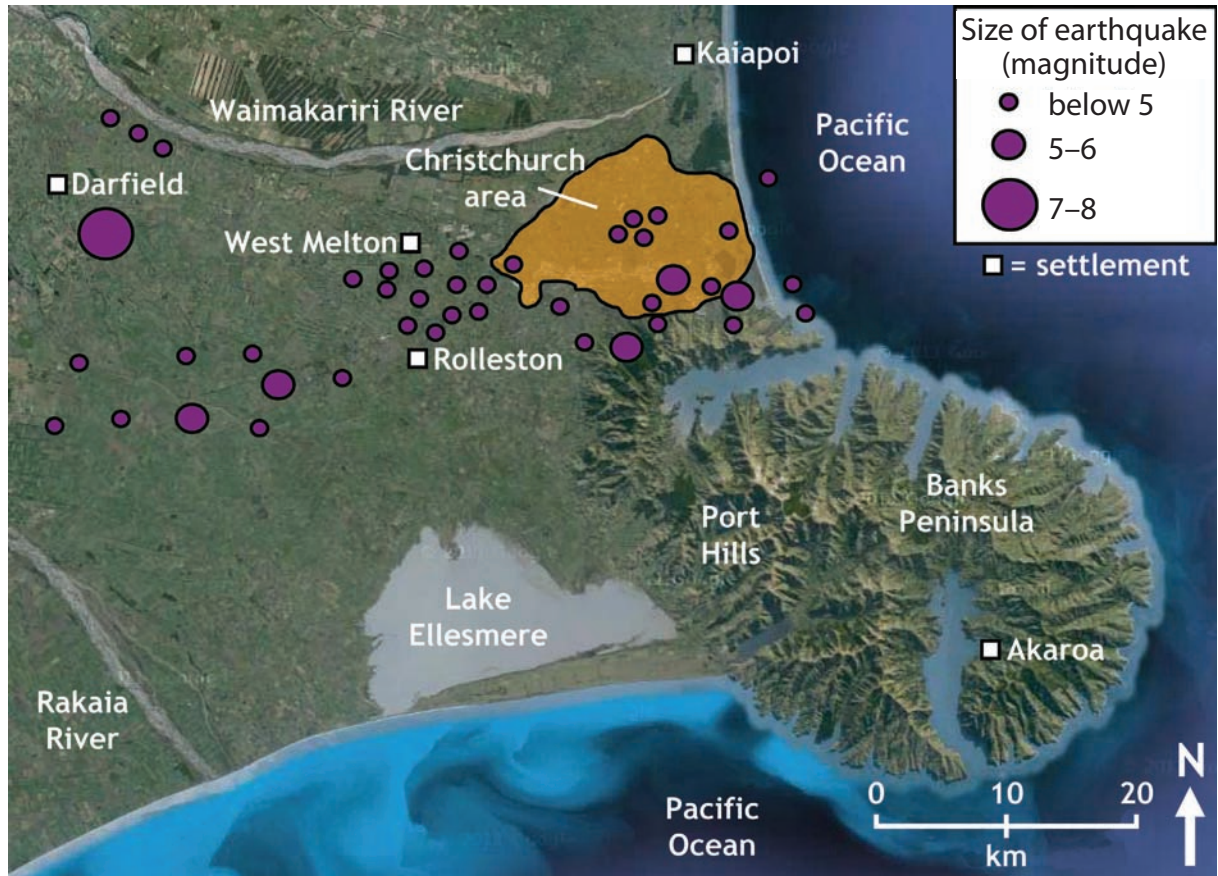 Kaiapoi
Waimakariri River
Pacific
Ocean
Christchurch
area
Darfield
West Melton
Rolleston
Size of earthquake
(magnitude)
below 5
5–6
7–8
= settlement
Banks
Peninsula
Port
Hills
Lake
Ellesmere
Akaroa
Rakaia
River
Pacific
Ocean
0 10 20
km
N